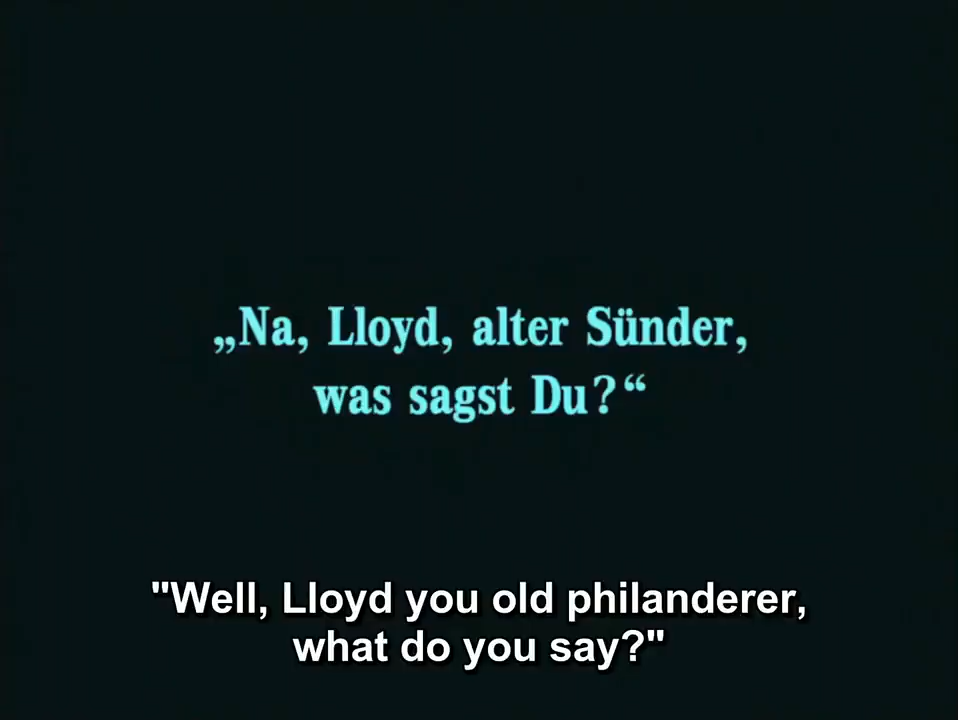 „Na, Lloyd, alter Sünder,
was sagst Du?“
"Well, Lloyd you old philanderer,
what do you say?"